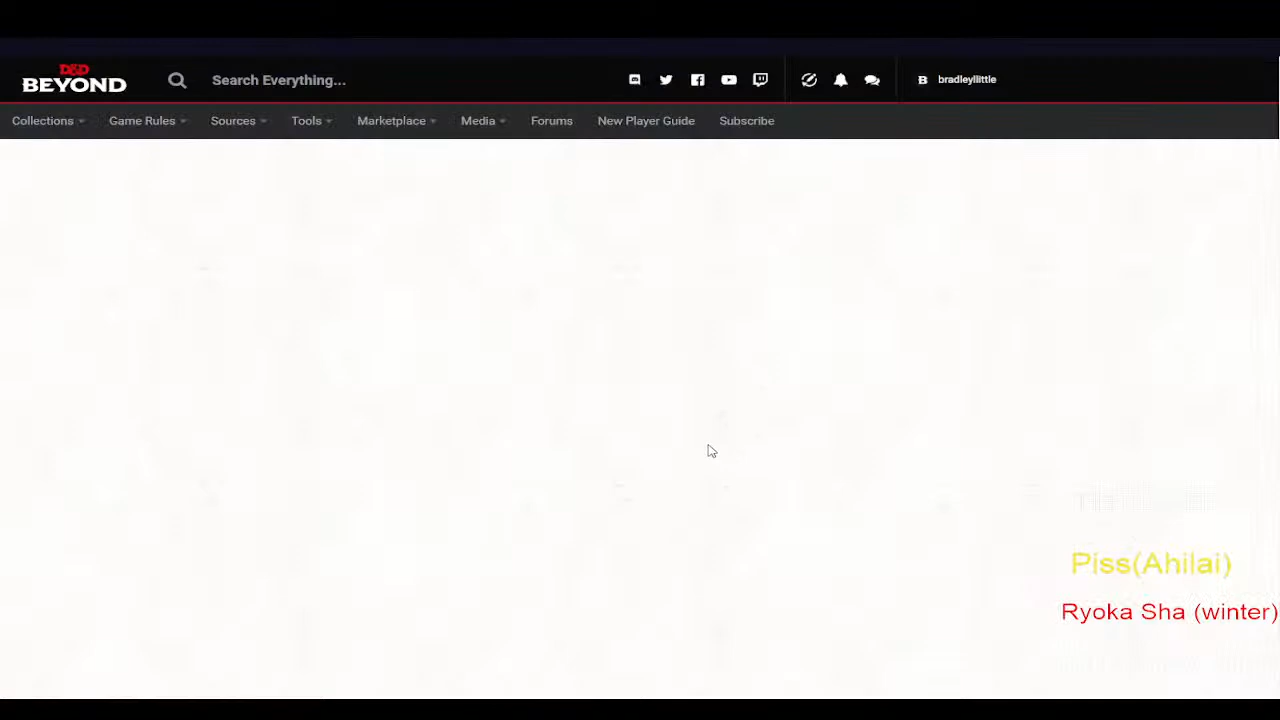 D&D
BEYOND
Search Everything...
B bradleyllittle
Collections Game Rules Sources Tools Marketplace Media Forums New Player Guide Subscribe
Piss(Ahilai)
Ryoka Sha (winter)